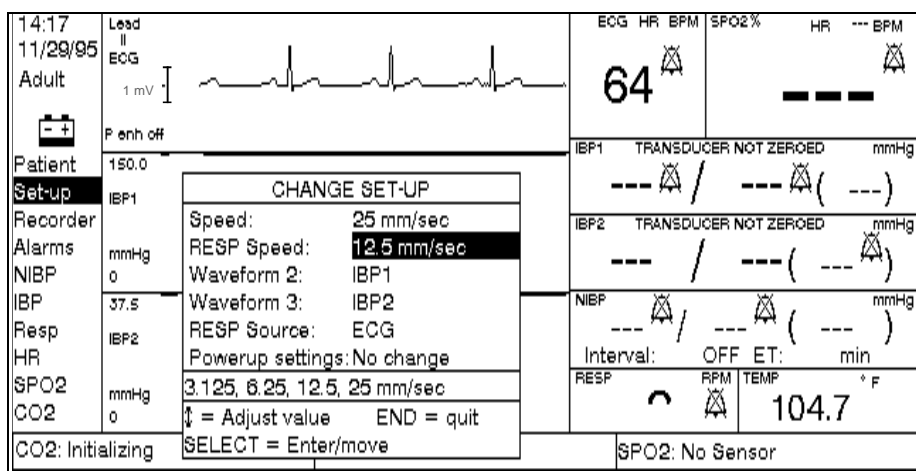 14:17
11/29/95
Adult
- +
Patient
Set-up
Recorder
Alarms
NIBP
IBP
Resp
HR
SPO2
CO2
Lead
II
ECG
1 mV
P enh off
150.0
IBP1
mmHg
0
37.5
IBP2
mmHg
0
CHANGE SET-UP
Speed: 25 mm/sec
RESP Speed: 12.5 mm/sec
Waveform 2: IBP1
Waveform 3: IBP2
RESP Source: ECG
Powerup settings: No change
3.125, 6.25, 12.5, 25 mm/sec
↕ = Adjust value END = quit
SELECT = Enter/move
ECG HR BPM
64
SPO2% HR --- BPM
---
IBP1 TRANSDUCER NOT ZEROED mmHg
--- / --- ( --- )
IBP2 TRANSDUCER NOT ZEROED mmHg
--- / --- ( --- )
NIBP mmHg
--- / --- ( --- )
Interval: OFF ET: min
RESP RPM
TEMP ° F
104.7
CO2: Initializing
SPO2: No Sensor